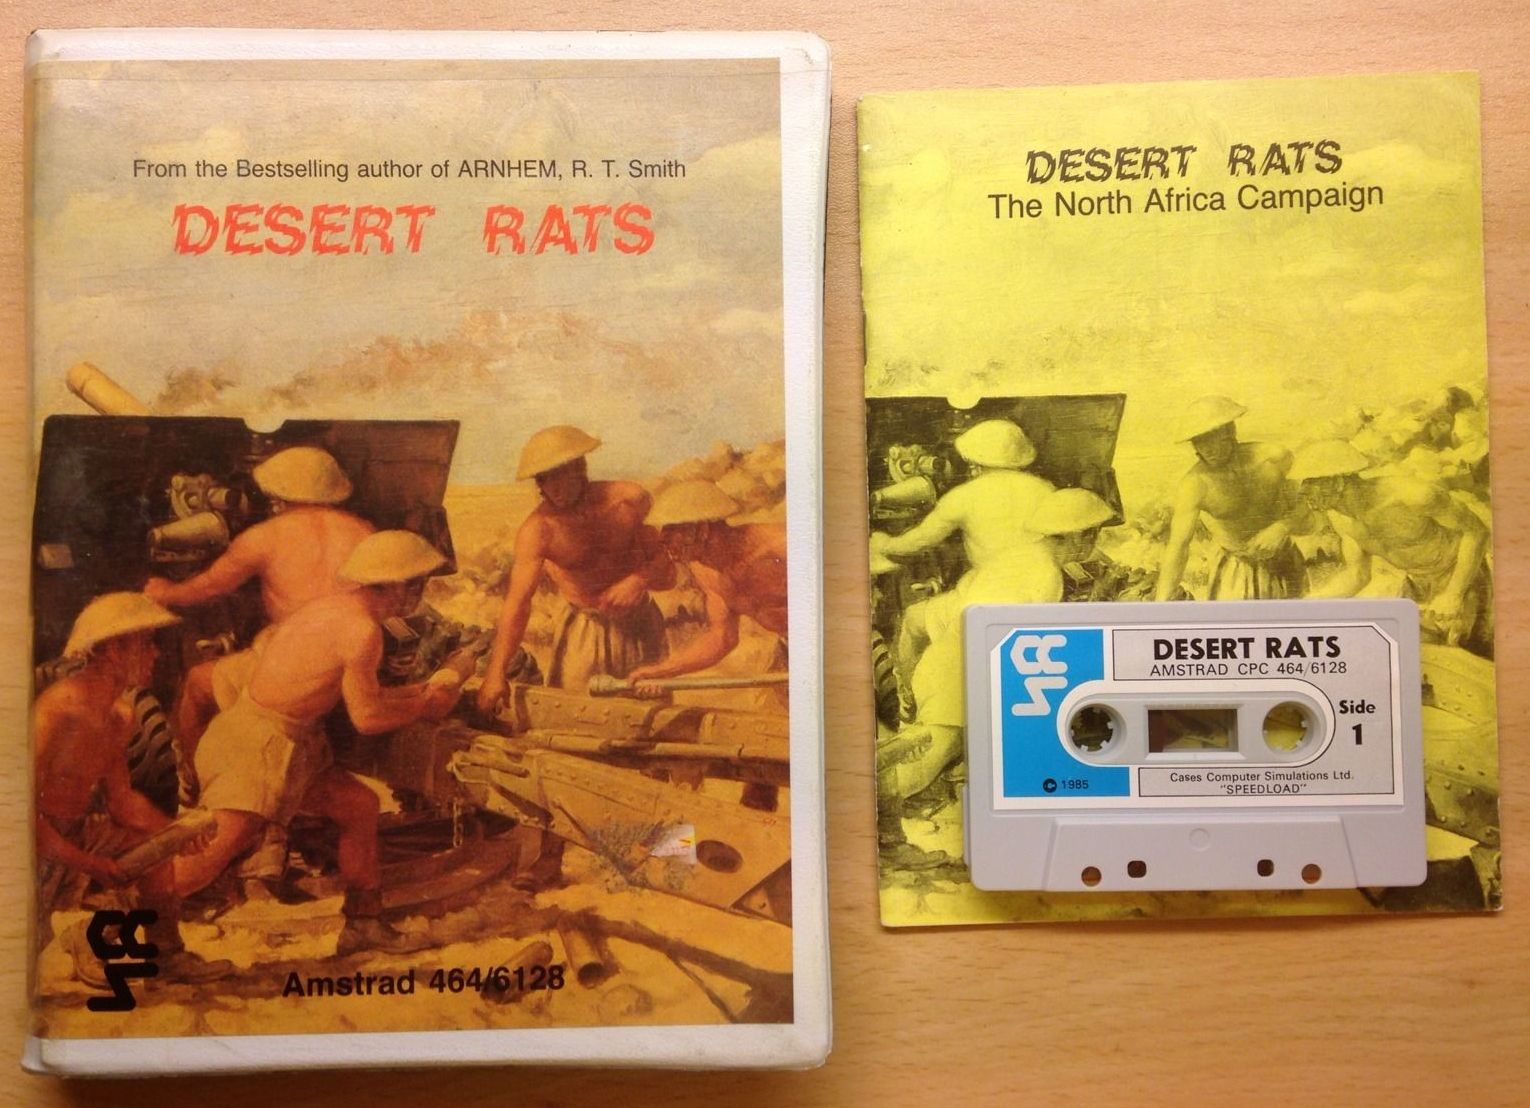 From the Bestselling author of ARNHEM, R. T. Smith
DESERT RATS
Amstrad 464/6128
DESERT RATS
The North Africa Campaign
DESERT RATS
AMSTRAD CPC 464/6128
Side
1
© 1985
Cases Computer Simulations Ltd.
"SPEEDLOAD"